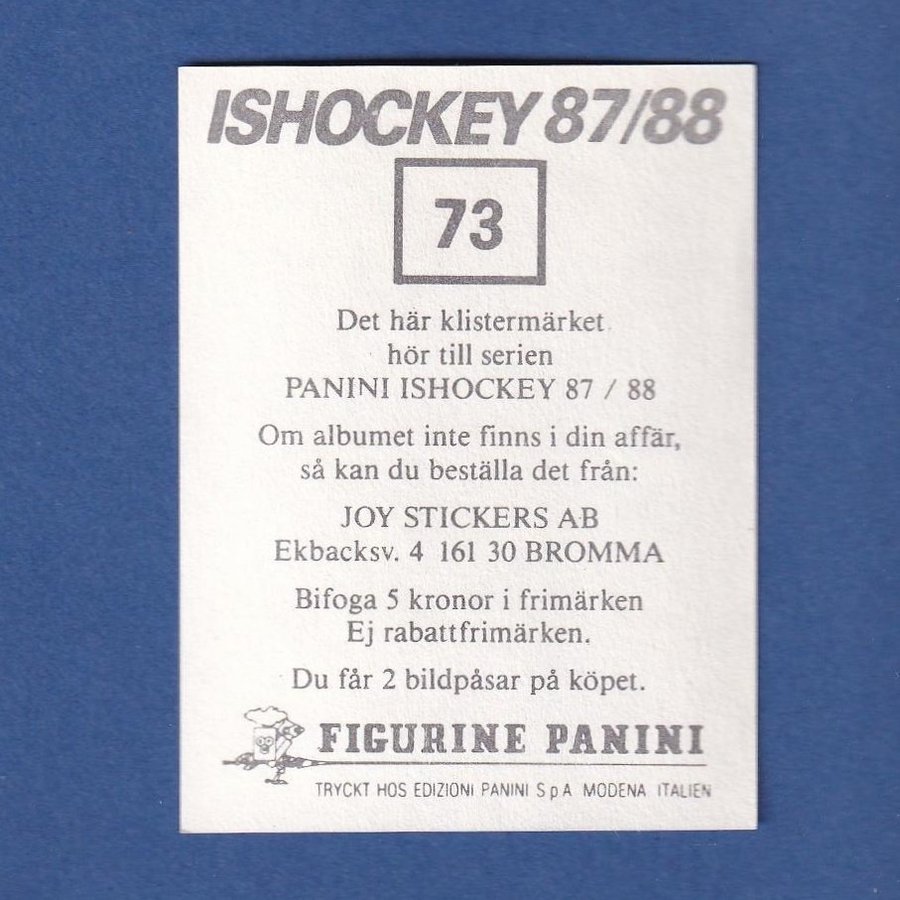 ISHOCKEY 87/88
73
Det här klistermärket
hör till serien
PANINI ISHOCKEY 87 / 88
Om albumet inte finns i din affär,
så kan du beställa det från:
JOY STICKERS AB
Ekbacksv. 4 161 30 BROMMA
Bifoga 5 kronor i frimärken
Ej rabattfrimärken.
Du får 2 bildpåsar på köpet.
FIGURINE PANINI
TRYCKT HOS EDIZIONI PANINI S p A MODENA ITALIEN